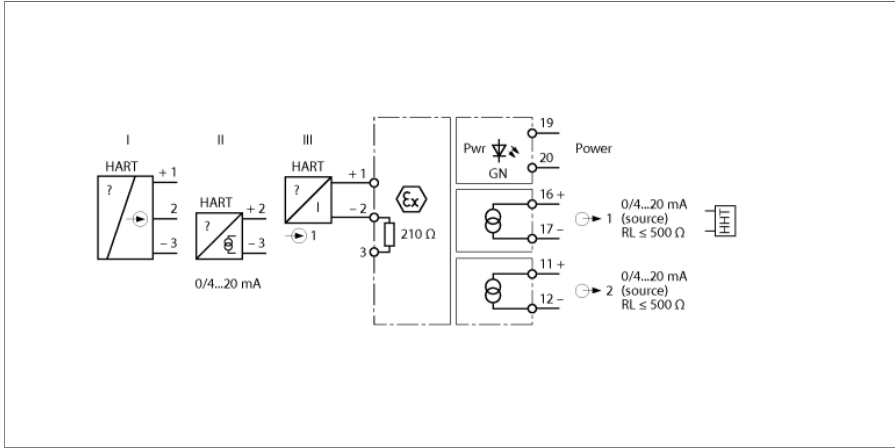 I
HART
?
+ 1
2
– 3
II
HART
?
+ 2
– 3
0/4...20 mA
III
HART
?
I
+ 1
– 2
1
3
210 Ω
Ex
Pwr
GN
19
20
Power
16 +
17 –
1
0/4...20 mA
(source)
RL ≤ 500 Ω
HHT
11 +
12 –
2
0/4...20 mA
(source)
RL ≤ 500 Ω